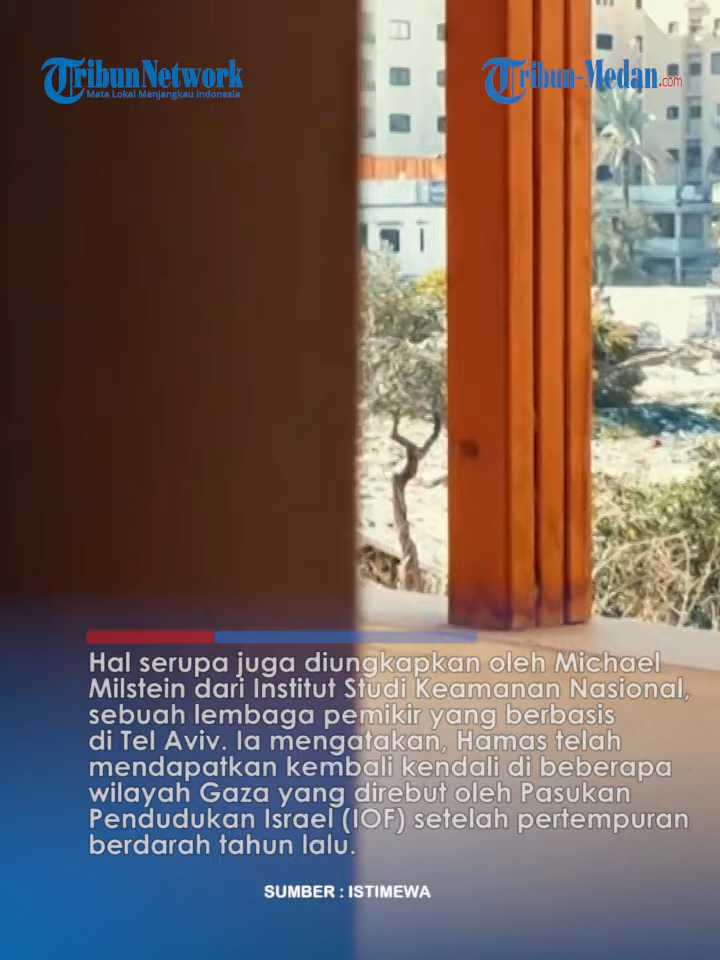 TribunNetwork
Mata Lokal Menjangkau Indonesia
Tribun-Medan.com
Hal serupa juga diungkapkan oleh Michael
Milstein dari Institut Studi Keamanan Nasional,
sebuah lembaga pemikir yang berbasis
di Tel Aviv. Ia mengatakan, Hamas telah
mendapatkan kembali kendali di beberapa
wilayah Gaza yang direbut oleh Pasukan
Pendudukan Israel (IOF) setelah pertempuran
berdarah tahun lalu.
SUMBER : ISTIMEWA